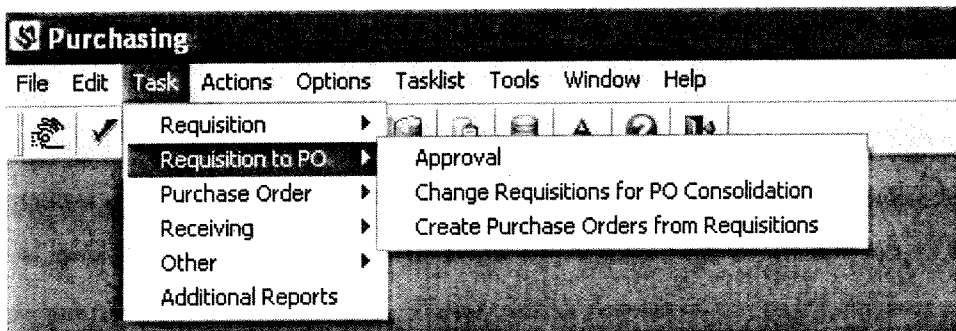 Purchasing
File Edit Task Actions Options Tasklist Tools Window Help
Requisition
Requisition to PO
Purchase Order
Receiving
Other
Additional Reports
Approval
Change Requisitions for PO Consolidation
Create Purchase Orders from Requisitions